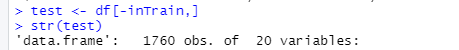 > test <- df[-inTrain,]
> str(test)
'data.frame':   1760 obs. of  20 variables: